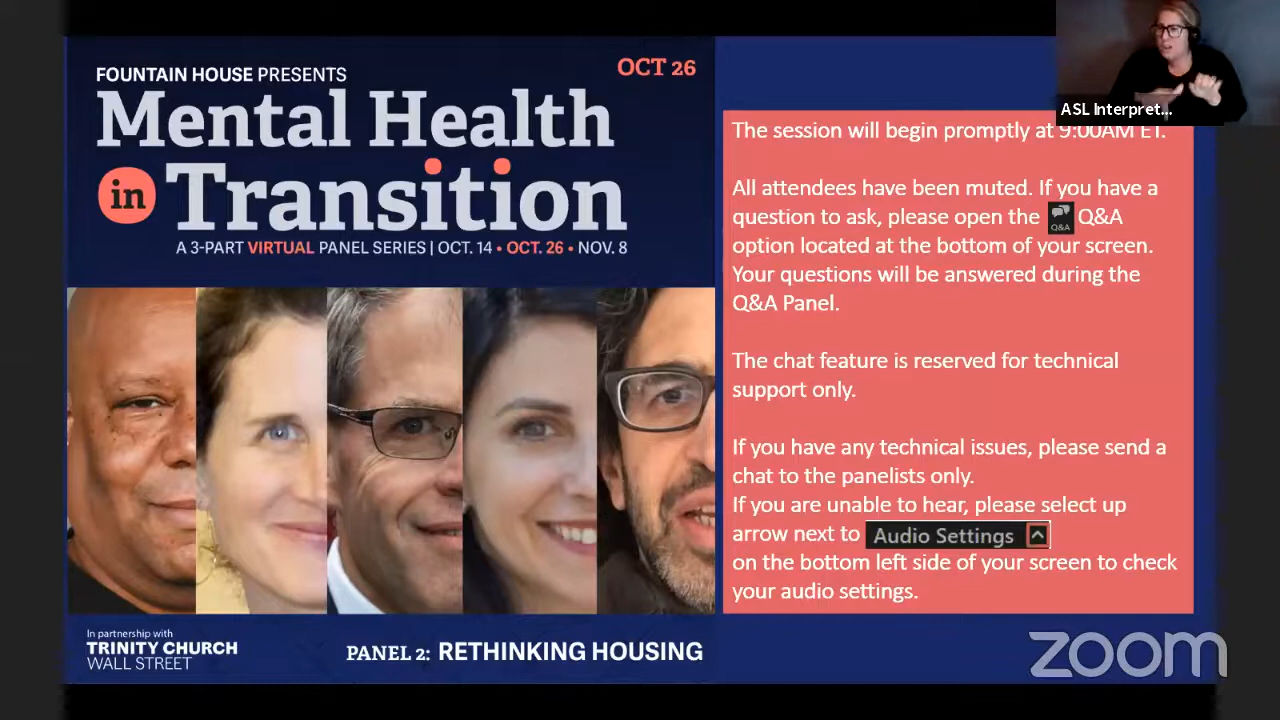 FOUNTAIN HOUSE PRESENTS
OCT 26
Mental Health
in Transition
A 3-PART VIRTUAL PANEL SERIES | OCT. 14 • OCT. 26 • NOV. 8
In partnership with
TRINITY CHURCH
WALL STREET
PANEL 2: RETHINKING HOUSING
ASL Interpret...
The session will begin promptly at 9:00AM ET.
All attendees have been muted. If you have a
question to ask, please open the Q&A Q&A
option located at the bottom of your screen.
Your questions will be answered during the
Q&A Panel.
The chat feature is reserved for technical
support only.
If you have any technical issues, please send a
chat to the panelists only.
If you are unable to hear, please select up
arrow next to Audio Settings
on the bottom left side of your screen to check
your audio settings.
zoom